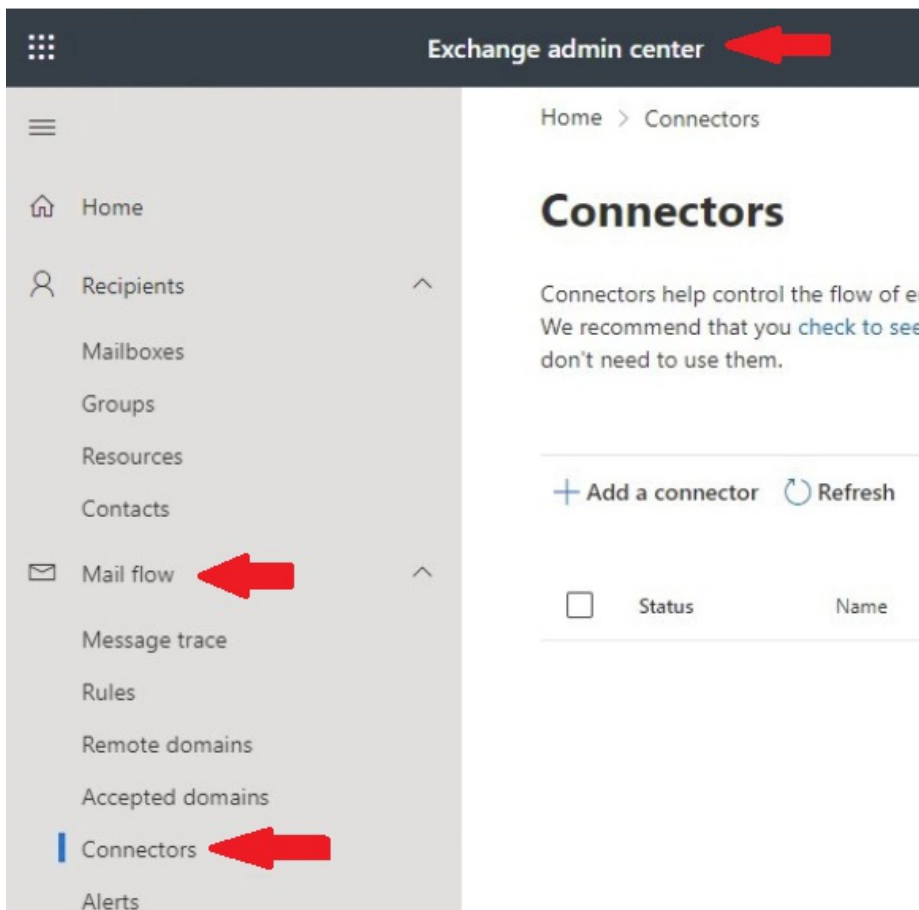 Exchange admin center
Home > Connectors
Home
Recipients
Mailboxes
Groups
Resources
Contacts
Mail flow
Message trace
Rules
Remote domains
Accepted domains
Connectors
Alerts
Connectors
Connectors help control the flow of
We recommend that you check to see
don't need to use them.
Add a connector Refresh
Status Name